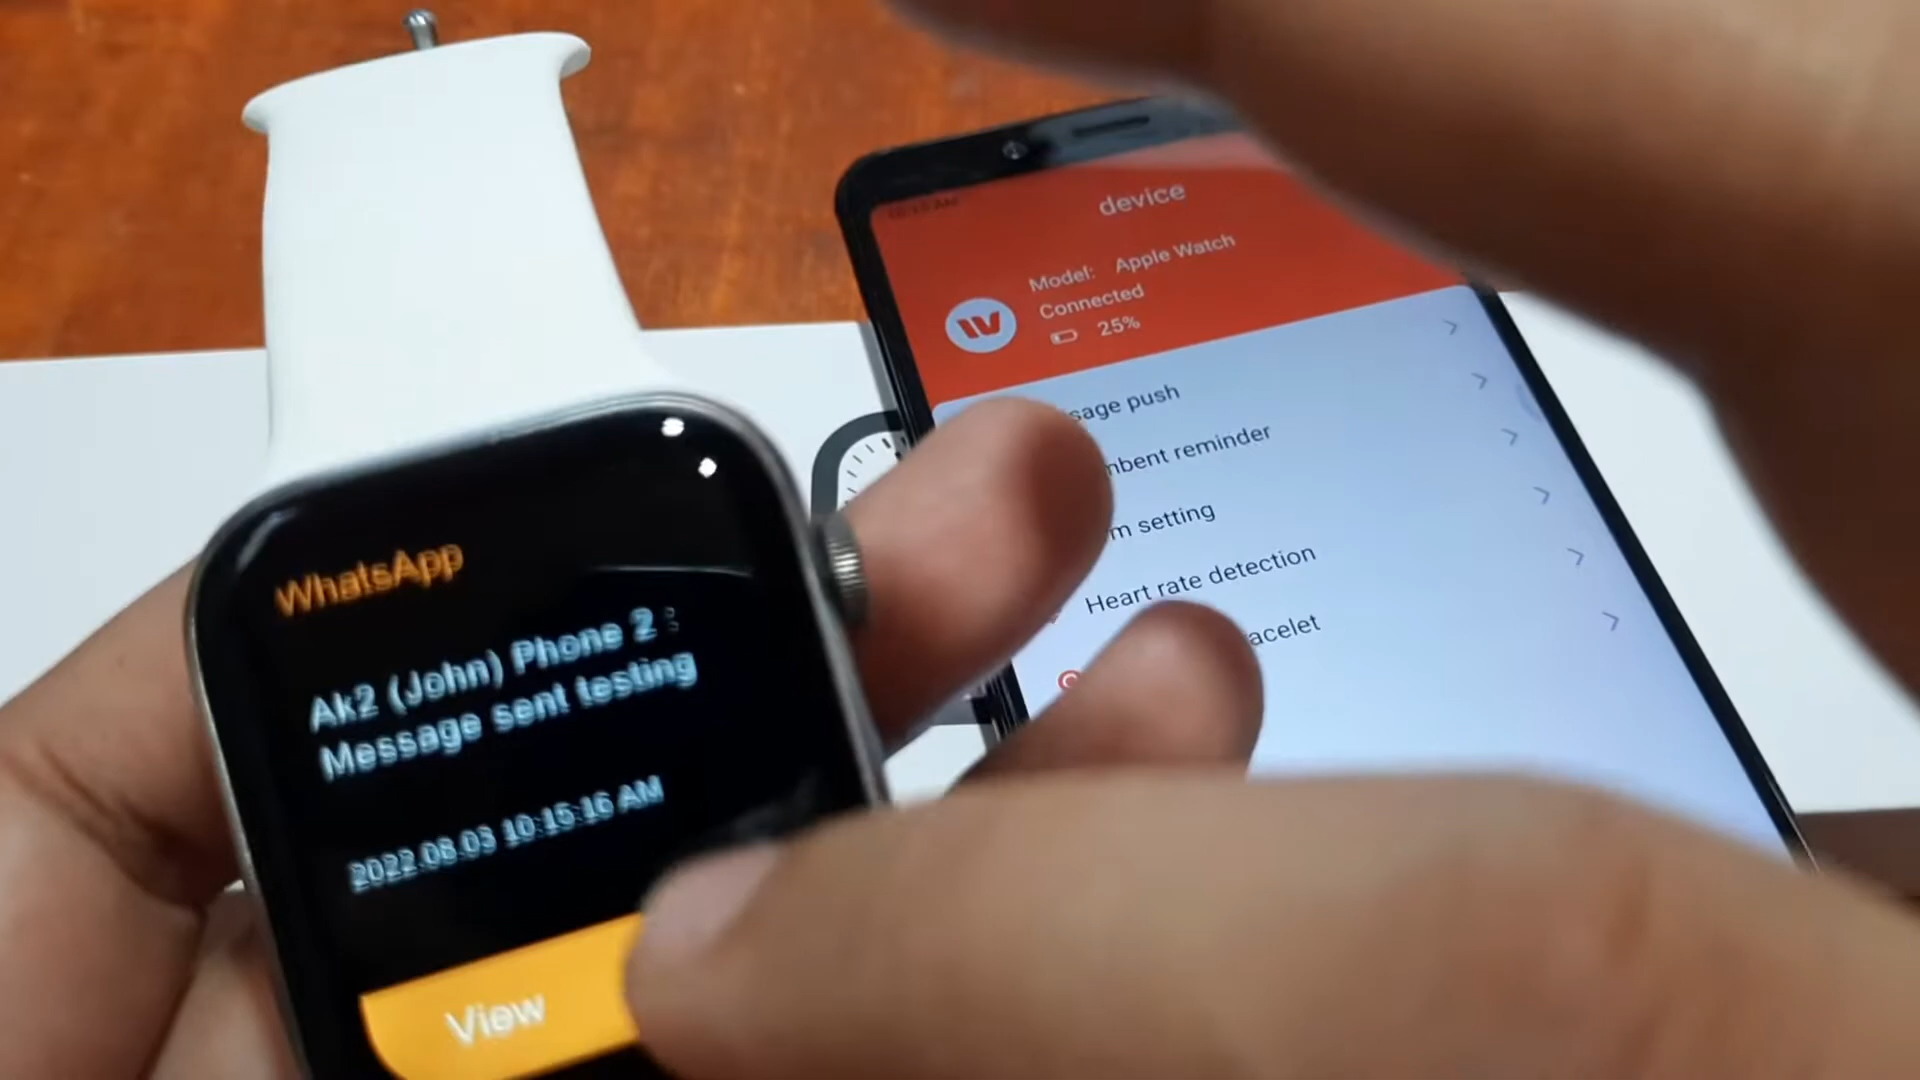 device
Model: Apple Watch
Connected
25%
sage push
nbent reminder
m setting
Heart rate detection
acelet
WhatsApp
Ak2 (John) Phone 2 :
Message sent testing
2022.08.03 10:15:16 AM
View